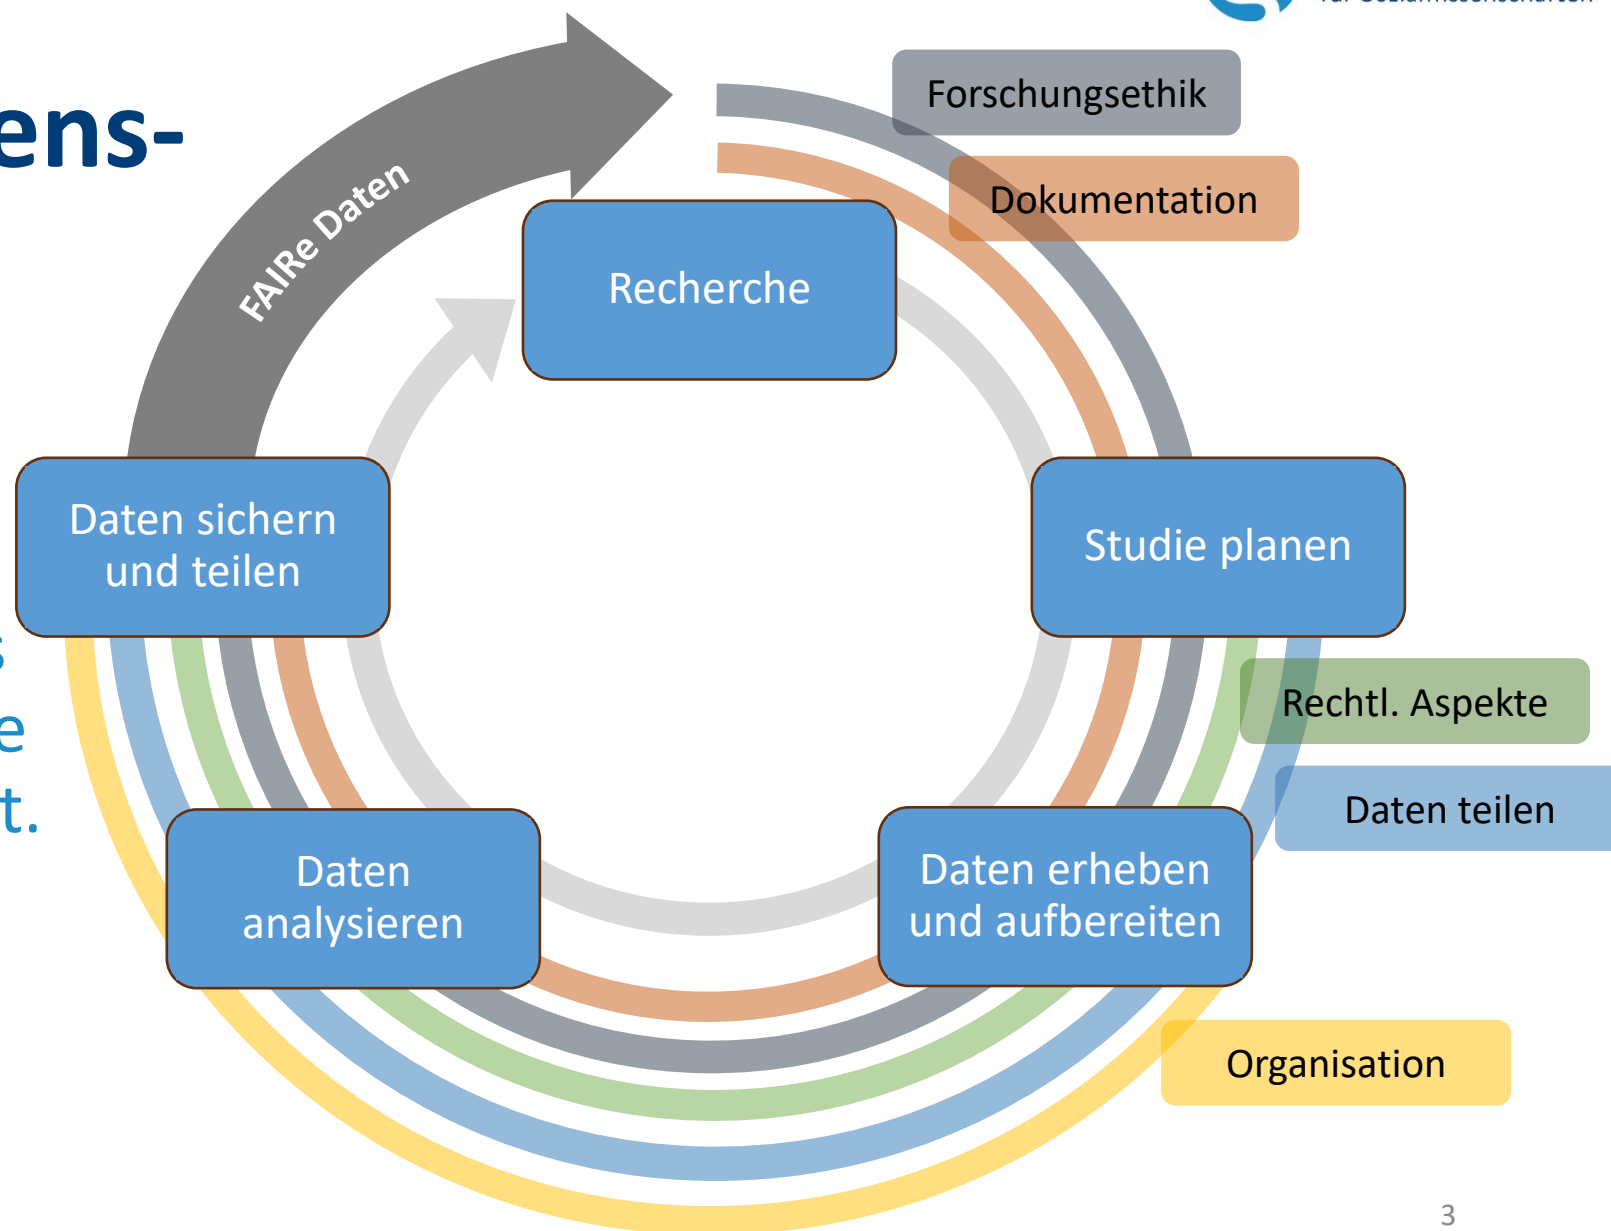 ens-
Forschungsethik
Dokumentation
FAIRe Daten
Recherche
Daten sichern
und teilen
Studie planen
s
e
t.
Rechtl. Aspekte
Daten teilen
Daten
analysieren
Daten erheben
und aufbereiten
Organisation
3